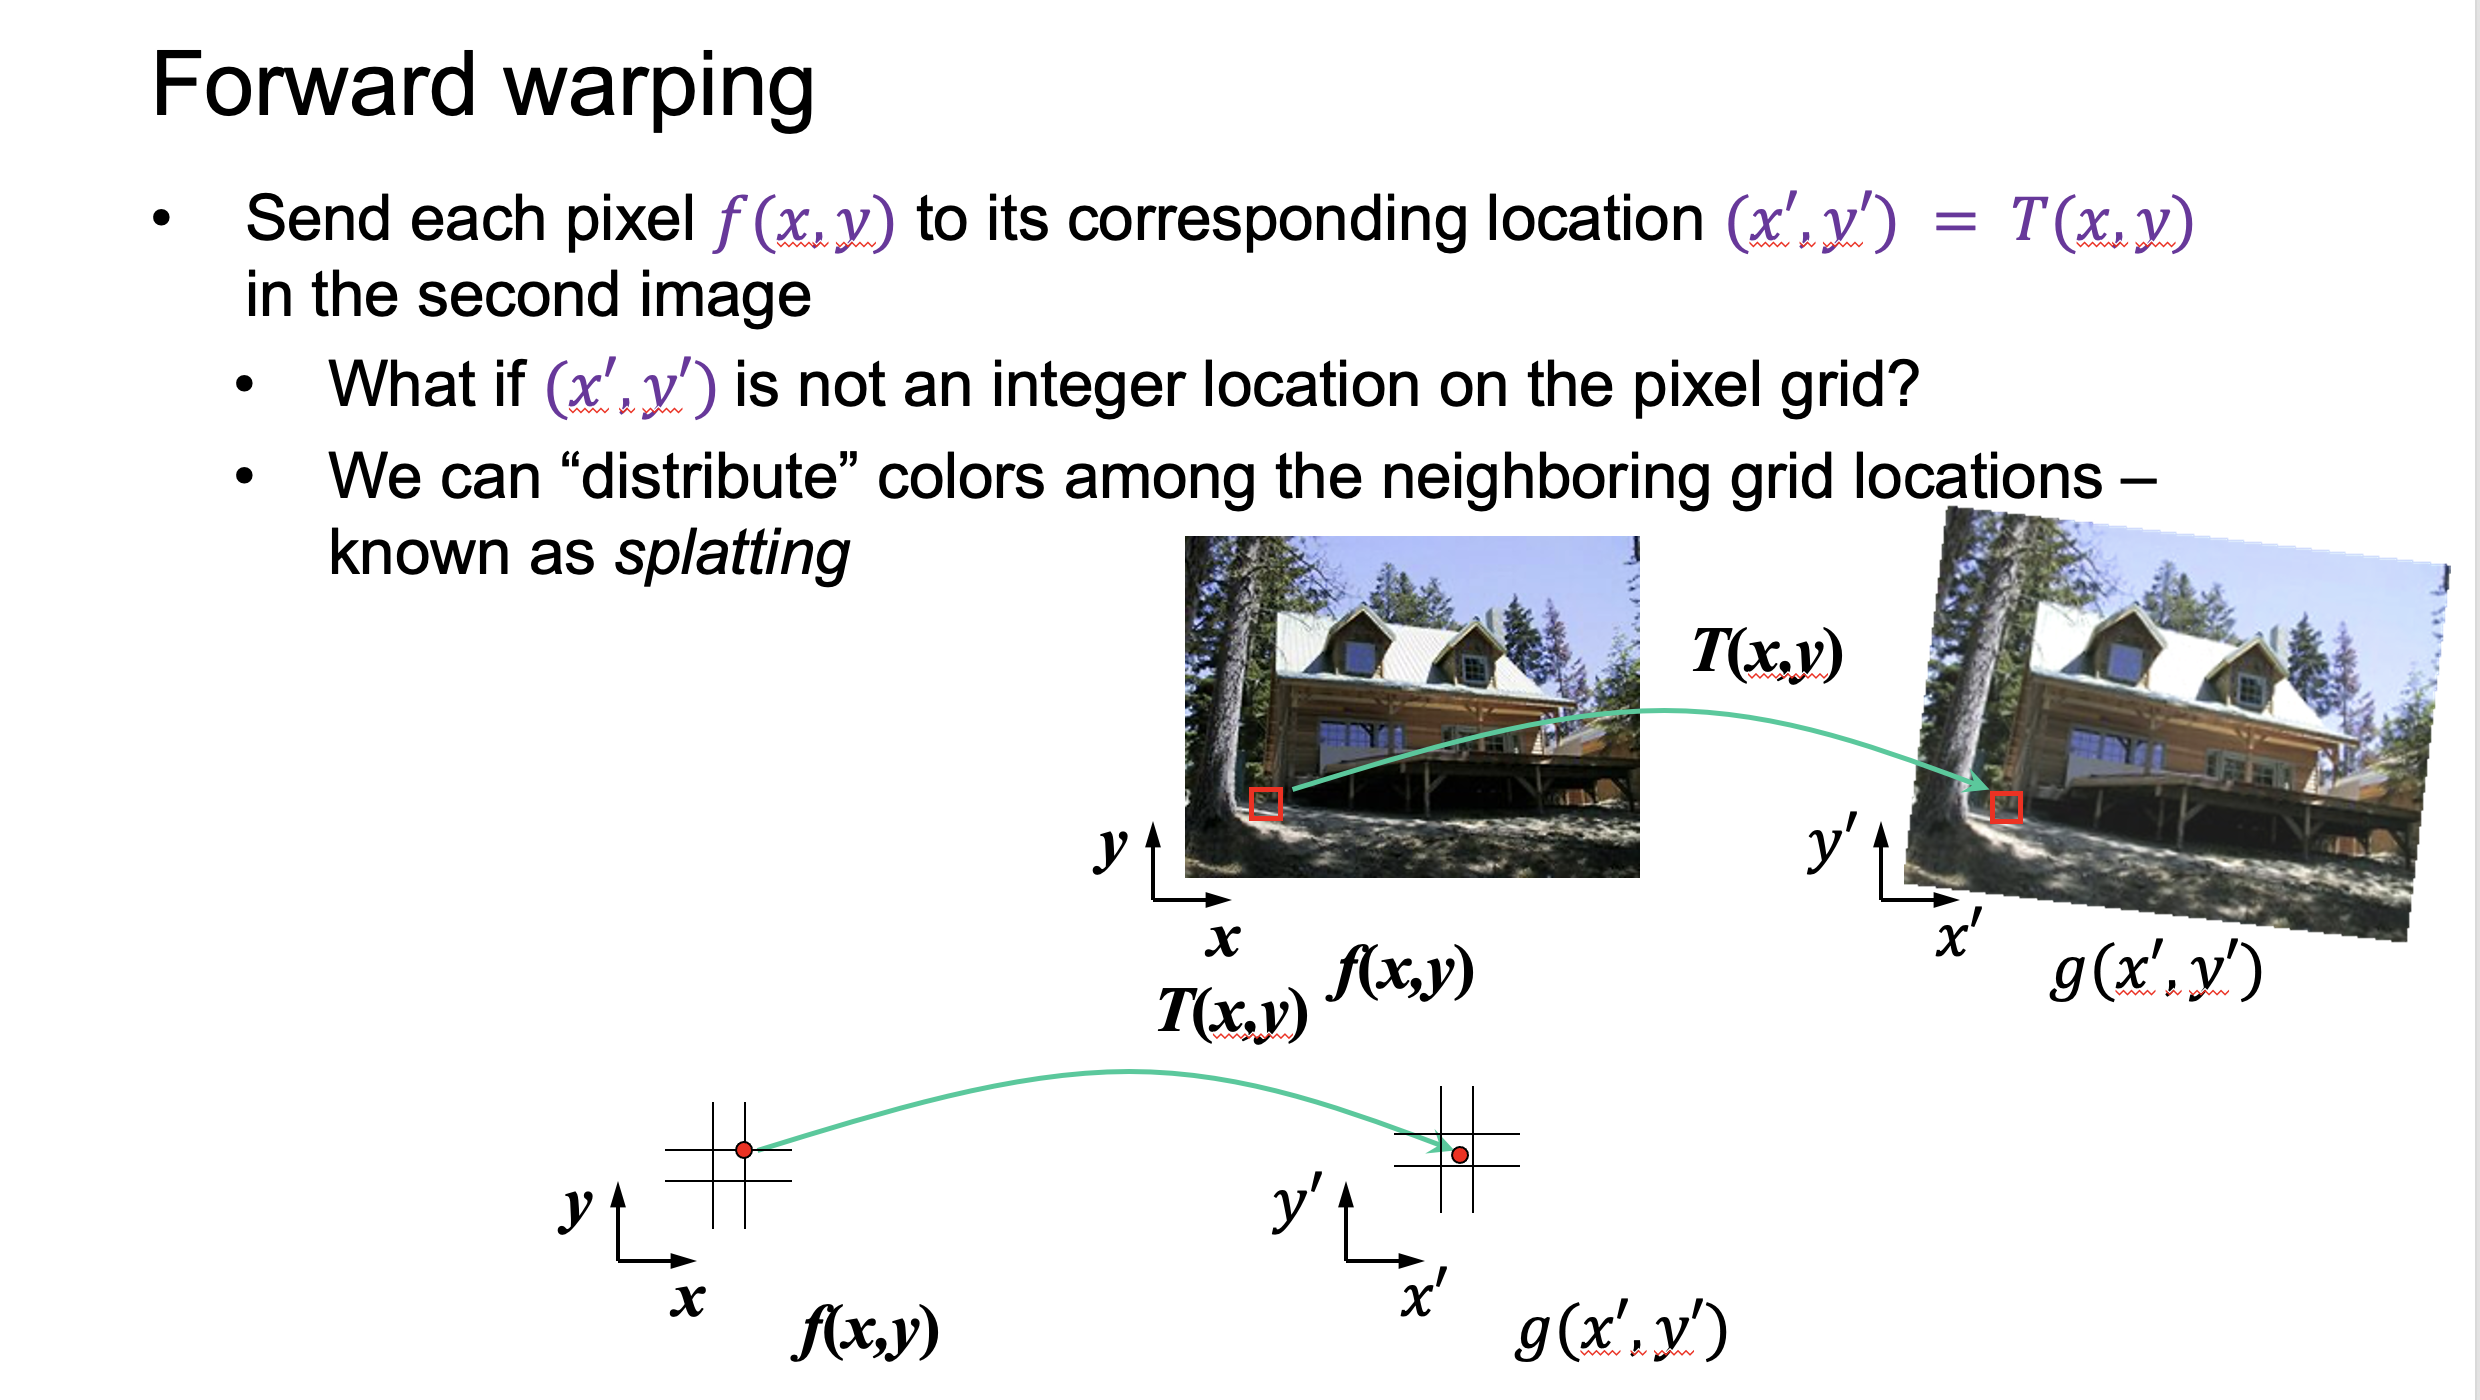 Forward warping
• Send each pixel f(x, y) to its corresponding location (x′, y′) = T(x, y)
in the second image
• What if (x′, y′) is not an integer location on the pixel grid?
• We can “distribute” colors among the neighboring grid locations –
known as splatting
T(x,y)
y
x
f(x,y)
y′
x′
g(x′, y′)
T(x,y)
y
x
f(x,y)
y′
x′
g(x′, y′)